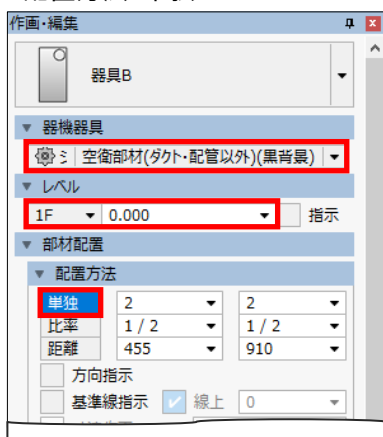 作画・編集
器具B
器機器具
ミ 空衛部材(ダクト・配管以外)(黒背景)
レベル
1F 0.000 指示
部材配置
配置方法
単独 2 2
比率 1 / 2 1 / 2
距離 455 910
方向指示
基準線指示 線上 0